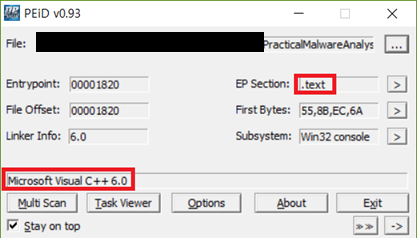 PEiD v0.93
File: PracticalMalwareAnalys ...
Entrypoint: 00001820 EP Section: .text >
File Offset: 00001820 First Bytes: 55,8B,EC,6A >
Linker Info: 6.0 Subsystem: Win32 console >
Microsoft Visual C++ 6.0
Multi Scan Task Viewer Options About Exit
Stay on top >> ->